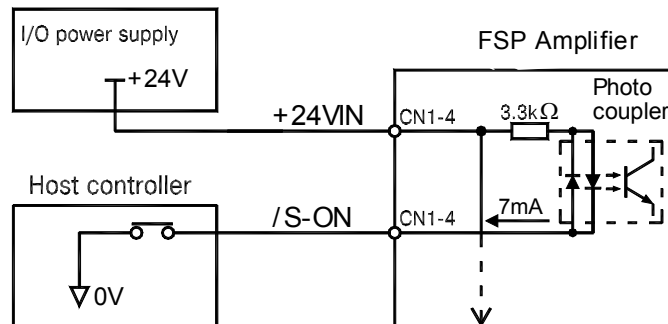 I/O power supply
+24V
FSP Amplifier
Photo
coupler
+24VIN
CN1-4
3.3kΩ
Host controller
/S-ON
CN1-4
7mA
0V